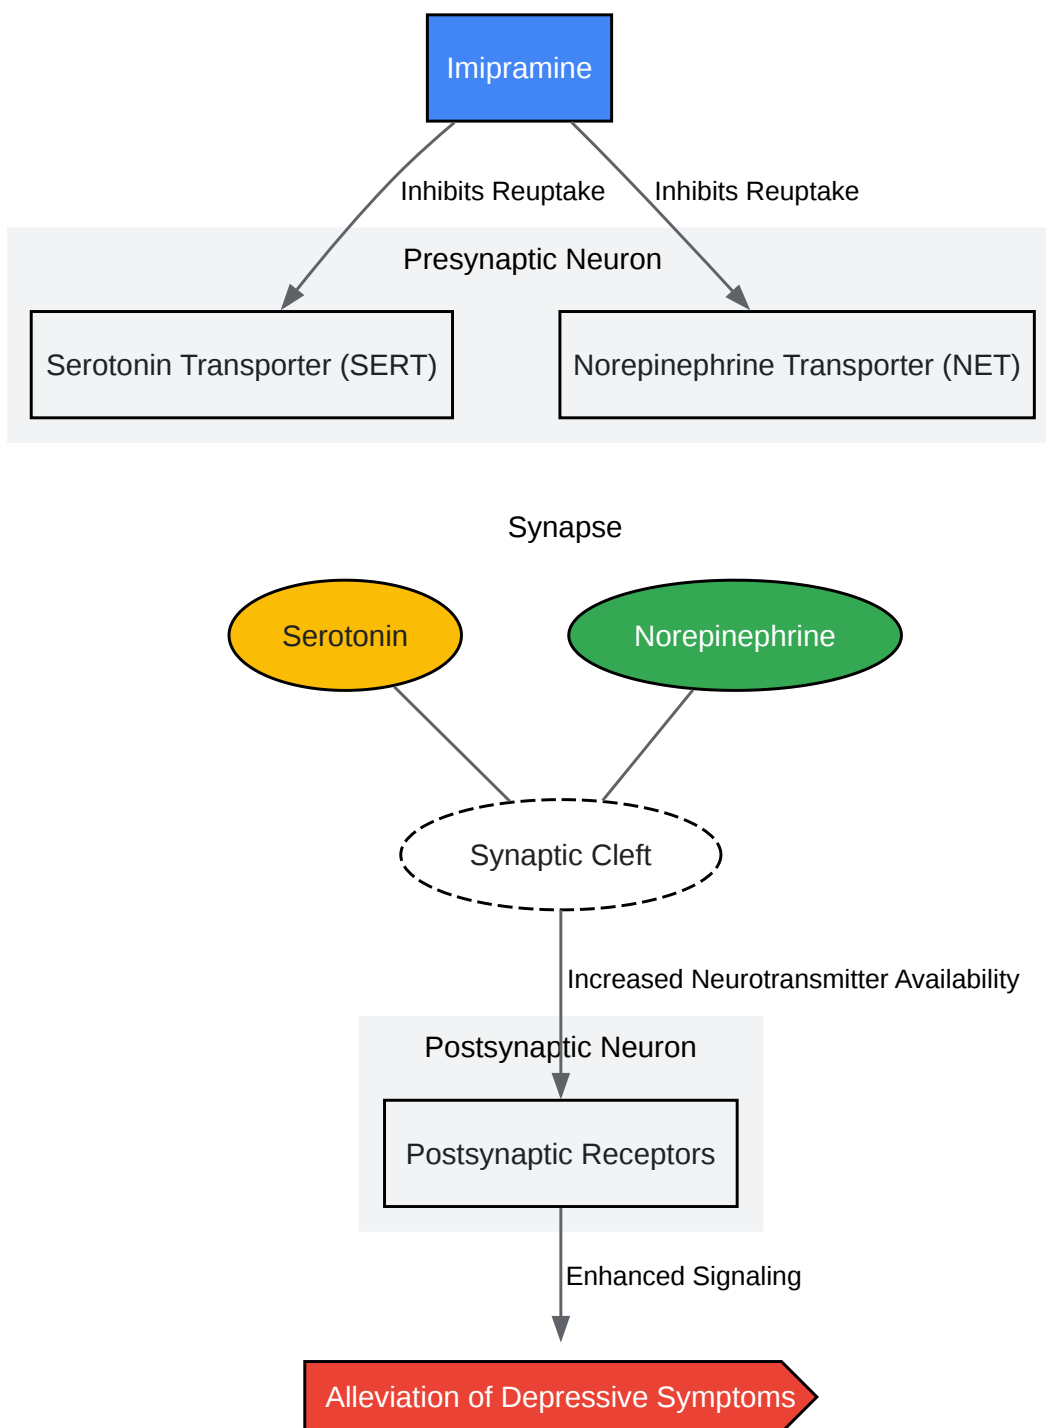 Imipramine
Inhibits Reuptake
Inhibits Reuptake
Presynaptic Neuron
Serotonin Transporter (SERT)
Norepinephrine Transporter (NET)
Synapse
Serotonin
Norepinephrine
Synaptic Cleft
Increased Neurotransmitter Availability
Postsynaptic Neuron
Postsynaptic Receptors
Enhanced Signaling
Alleviation of Depressive Symptoms